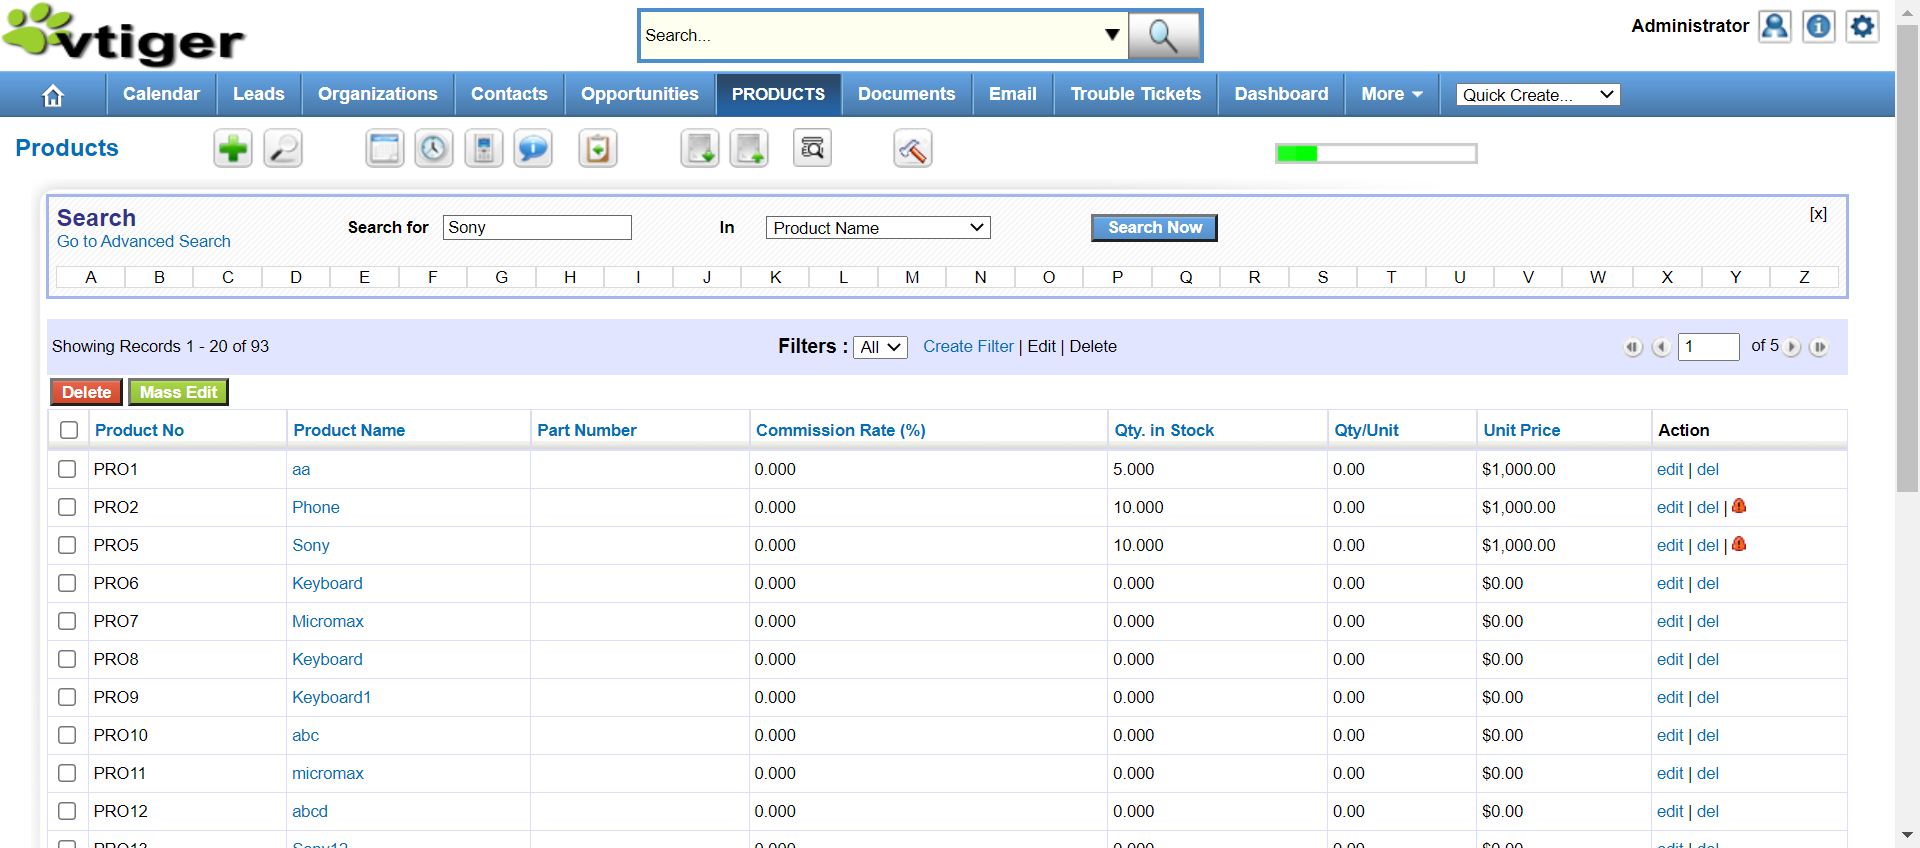 vtiger
Search...
Administrator
Calendar Leads Organizations Contacts Opportunities PRODUCTS Documents Email Trouble Tickets Dashboard More Quick Create...
Products
Search
Go to Advanced Search
Search for Sony In Product Name Search Now [x]
A B C D E F G H I J K L M N O P Q R S T U V W X Y Z
Showing Records 1 - 20 of 93 Filters : All Create Filter | Edit | Delete 1 of 5
Delete Mass Edit
Product No Product Name Part Number Commission Rate (%) Qty. in Stock Qty/Unit Unit Price Action
PRO1 aa 0.000 5.000 0.00 $1,000.00 edit | del
PRO2 Phone 0.000 10.000 0.00 $1,000.00 edit | del |
PRO5 Sony 0.000 10.000 0.00 $1,000.00 edit | del |
PRO6 Keyboard 0.000 0.000 0.00 $0.00 edit | del
PRO7 Micromax 0.000 0.000 0.00 $0.00 edit | del
PRO8 Keyboard 0.000 0.000 0.00 $0.00 edit | del
PRO9 Keyboard1 0.000 0.000 0.00 $0.00 edit | del
PRO10 abc 0.000 0.000 0.00 $0.00 edit | del
PRO11 micromax 0.000 0.000 0.00 $0.00 edit | del
PRO12 abcd 0.000 0.000 0.00 $0.00 edit | del